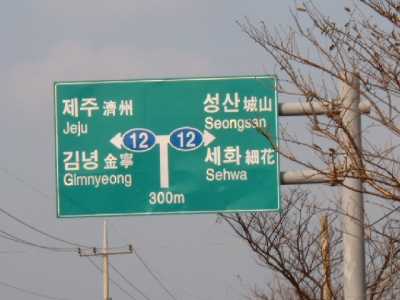 제주 濟州
Jeju
성산 城山
Seongsan
12 12
김녕 金寧
Gimnyeong
세화 細花
Sehwa
300m